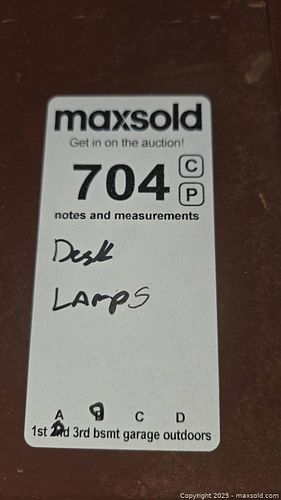 maxsold
Get in on the auction!
704 C P
notes and measurements
Desk
LAMPS
A B C D
1st 2nd 3rd bsmt garage outdoors
Copyright 2025 - maxsold.com